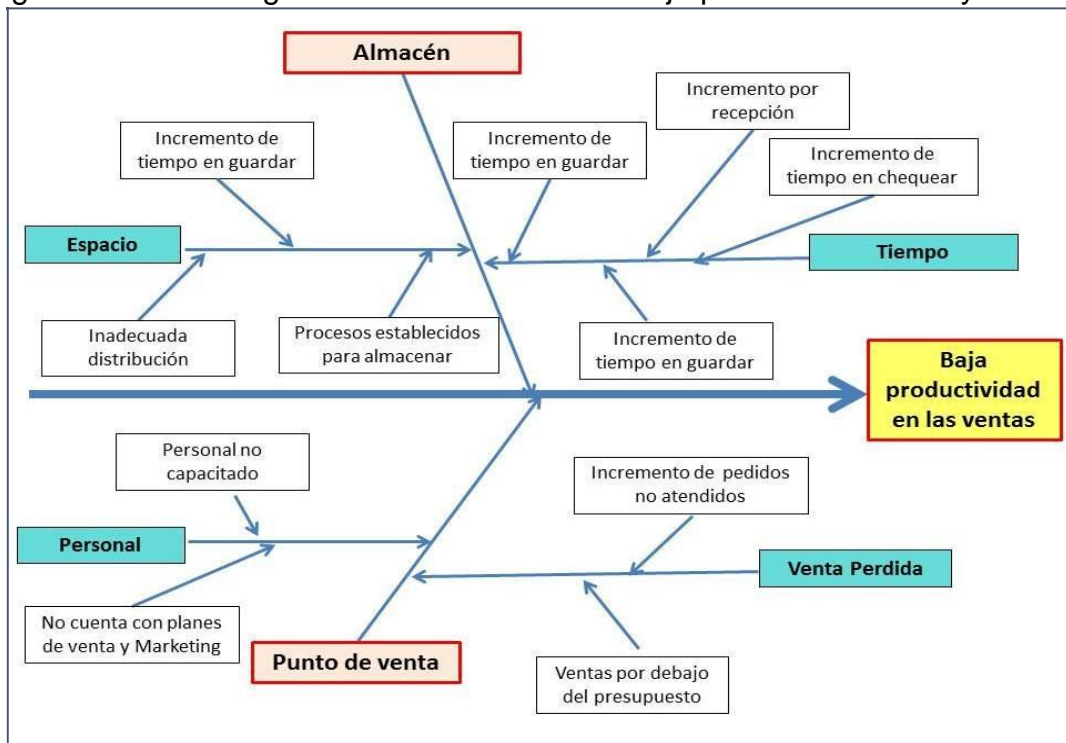 Almacén
Incremento por
recepción
Incremento de
tiempo en guardar
Incremento de
tiempo en guardar
Incremento de
tiempo en chequear
Espacio
Tiempo
Inadecuada
distribución
Procesos establecidos
para almacenar
Incremento de
tiempo en guardar
Baja
productividad
en las ventas
Personal no
capacitado
Incremento de pedidos
no atendidos
Personal
Venta Perdida
No cuenta con planes
de venta y Marketing
Punto de venta
Ventas por debajo
del presupuesto